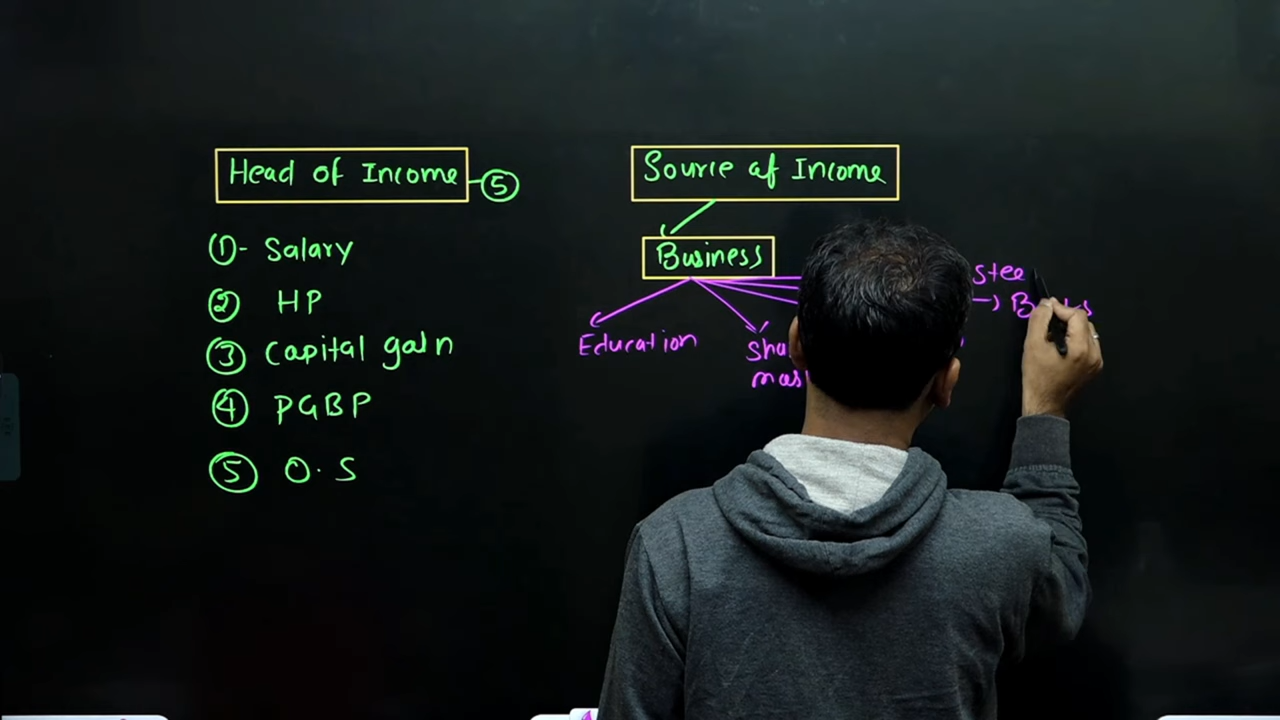 Head of Income - 5
1- Salary
2 HP
3 Capital gain
4 PGBP
5 O.S
Source of Income
Business
Education